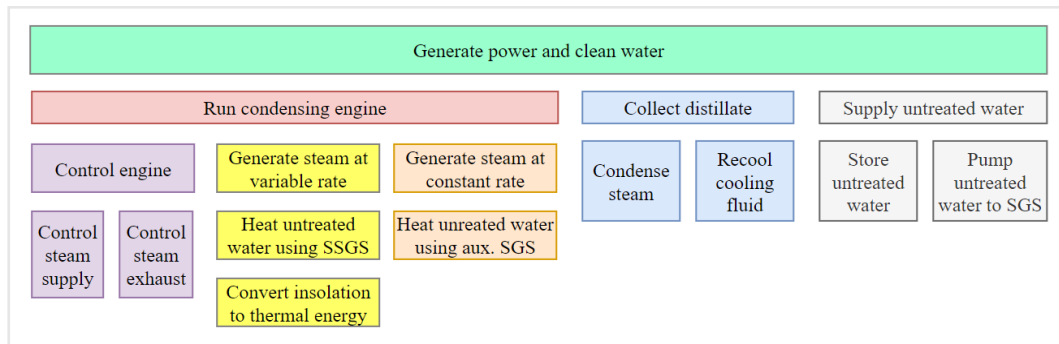 Generate power and clean water
Run condensing engine
Collect distillate
Supply untreated water
Control engine
Generate steam at
variable rate
Generate steam at
constant rate
Condense
steam
Recool
cooling
fluid
Store
untreated
water
Pump
untreated
water to SGS
Control
steam
supply
Control
steam
exhaust
Heat untreated
water using SSGS
Heat unreated water
using aux. SGS
Convert insolation
to thermal energy